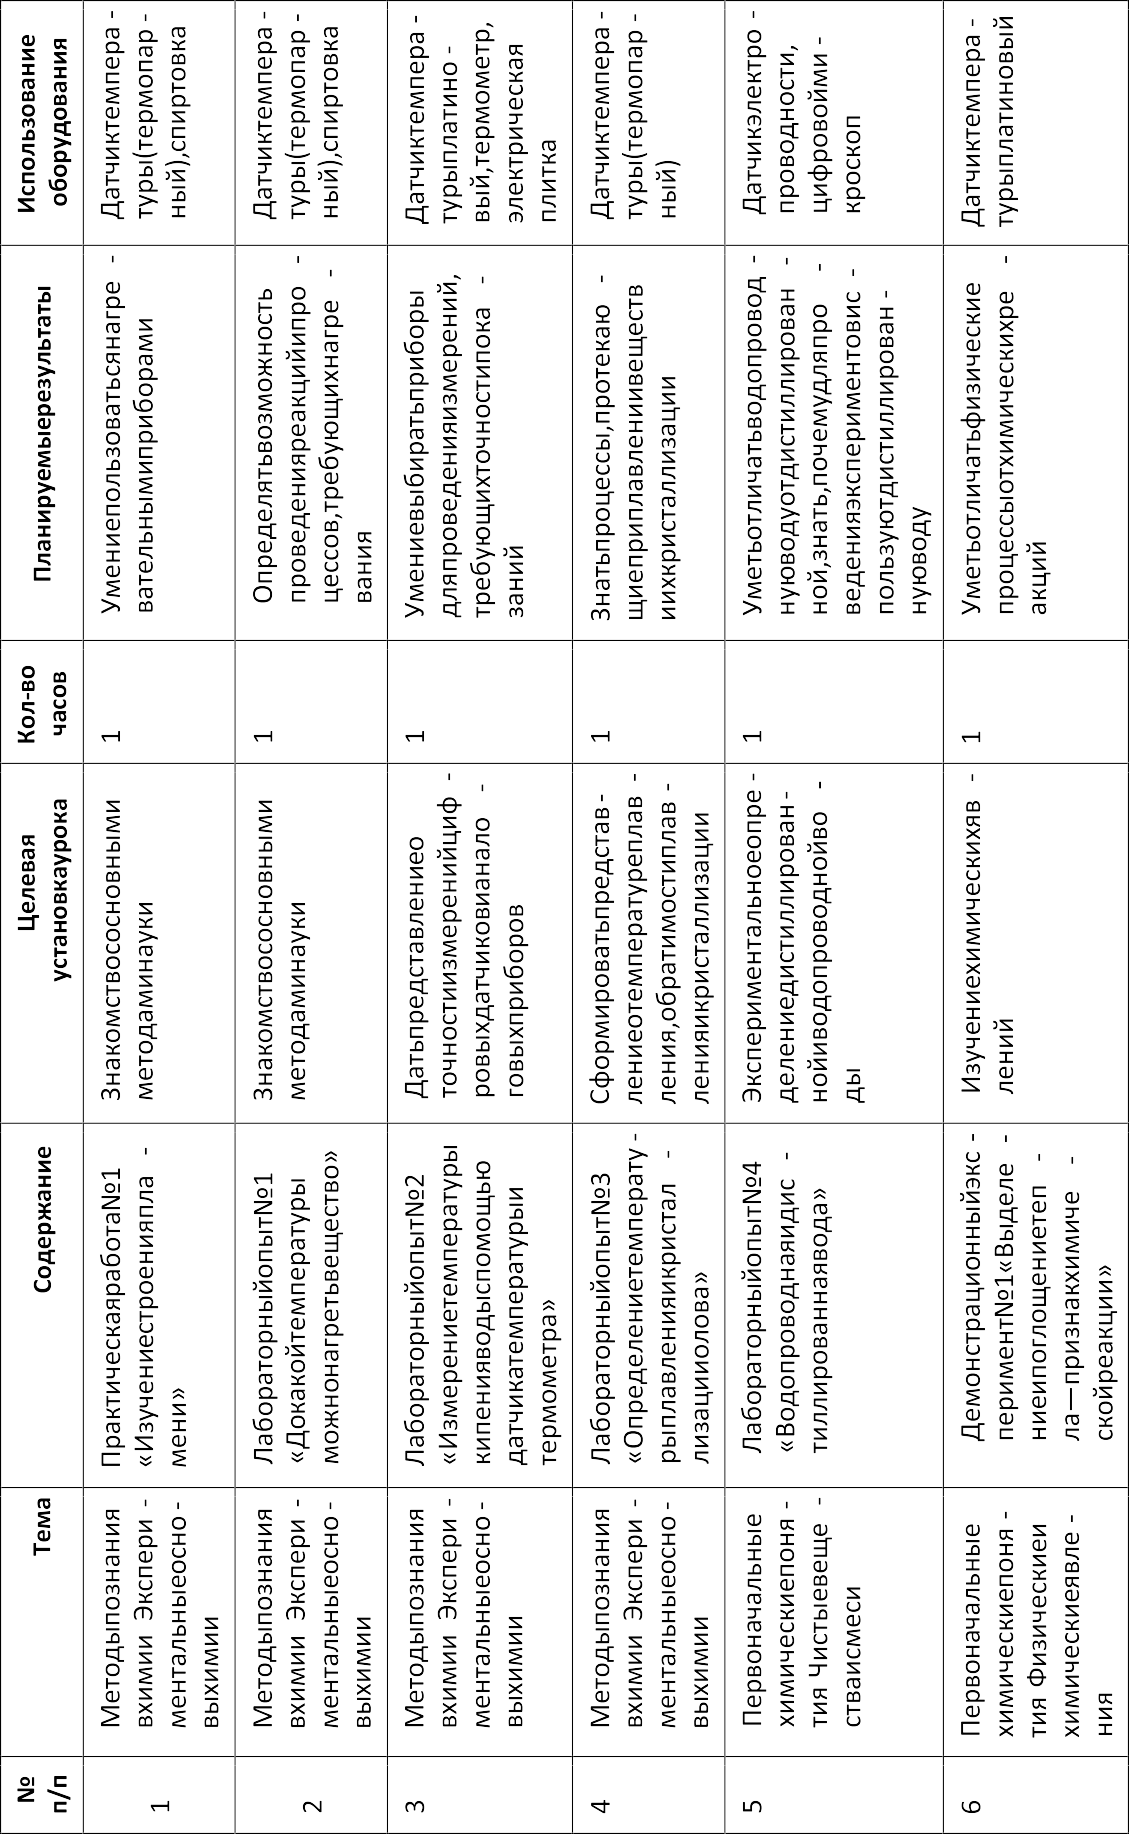 №
п/п
Тема
Содержание
Целевая
установкаурока
Кол-во
часов
Планируемыерезультаты
Использование
оборудования
1
Методыпознания
вхимии Экспери -
ментальныеосно -
выхимии
Практическаяработа№1
«Изучениестроенияпла -
мени»
Знакомствососновными
методаминауки
1
Умениепользоватьсянагре -
вательнымиприборами
Датчиктемпера -
туры(термопар -
ный),спиртовка
2
Методыпознания
вхимии Экспери -
ментальныеосно -
выхимии
Лабораторныйопыт№1
«Докакойтемпературы
можнонагретьвещество»
Знакомствососновными
методаминауки
1
Определятьвозможность
проведенияреакцийипро -
цессов,требующихнагре -
вания
Датчиктемпера -
туры(термопар -
ный),спиртовка
3
Методыпознания
вхимии Экспери -
ментальныеосно -
выхимии
Лабораторныйопыт№2
«Измерениетемпературы
кипенияводыспомощью
датчикатемпературыи
термометра»
Датьпредставлениео
точностиизмеренийциф -
ровыхдатчиковианало -
говыхприборов
1
Умениевыбиратьприборы
дляпроведенияизмерений,
требующихточностипока -
заний
Датчиктемпера -
турыплатино -
вый,термометр,
электрическая
плитка
4
Методыпознания
вхимии Экспери -
ментальныеосно -
выхимии
Лабораторныйопыт№3
«Определениетемперату -
рыплавленияикристал -
лизацииолова»
Сформироватьпредстав -
лениеотемпературеплав -
ления,обратимостиплав -
ленияикристаллизации
1
Знатьпроцессы,протекаю -
щиеприплавлениивеществ
иихкристаллизации
Датчиктемпера -
туры(термопар -
ный)
5
Первоначальные
химическиепоня -
тия Чистыевеще -
стваисмеси
Лабораторныйопыт№4
«Водопроводнаяидис -
тиллированнаявода»
Экспериментальноеопре -
делениедистиллирован -
нойиводопроводнойво -
ды
1
Уметьотличатьводопровод -
нуюводуотдистиллирован -
ной,знать,почемудляпро -
ведженияэкспериментовис -
пользуютдистиллирован -
нуюводу
Датчикэлектро -
проводности,
цифровойми -
кроскоп
6
Первоначальные
химическиепоня -
тия Физическиеи
химическиеявле -
ния
Демонстрационныйэкс -
перимент№1«Выделе -
ниеипоглощениетеп -
ла—признакхимиче -
скойреакции»
Изучениехимическихяв -
лений
1
Уметьотличатьфизические
процессыотхимическихре -
акций
Датчиктемпера -
турыплатиновый